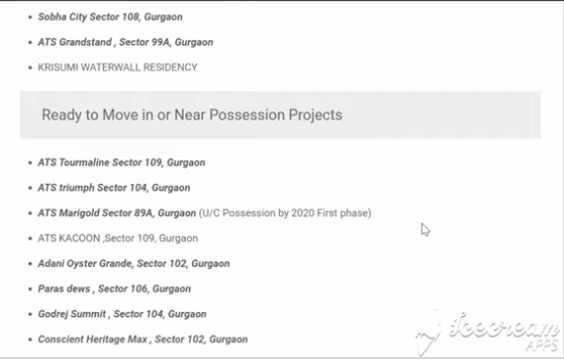 Sobha City Sector 108, Gurgaon
ATS Grandstand , Sector 99A, Gurgaon
KRISUMI WATERWALL RESIDENCY
Ready to Move in or Near Possession Projects
ATS Tourmaline Sector 109, Gurgaon
ATS triumph Sector 104, Gurgaon
ATS Marigold Sector 89A, Gurgaon (U/C Possession by 2020 First phase)
ATS KACOON ,Sector 109, Gurgaon
Adani Oyster Grande, Sector 102, Gurgaon
Paras dews , Sector 106, Gurgaon
Godrej Summit , Sector 104, Gurgaon
Conscient Heritage Max , Sector 102, Gurgaon
Icecream
APPS